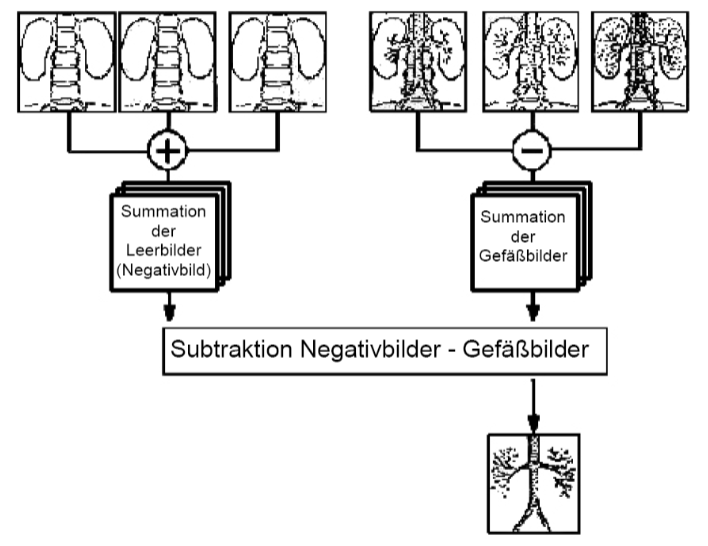 +
−
Summation
der
Leerbilder
(Negativbild)
Summation
der
Gefäßbilder
Subtraktion Negativbilder - Gefäßbilder